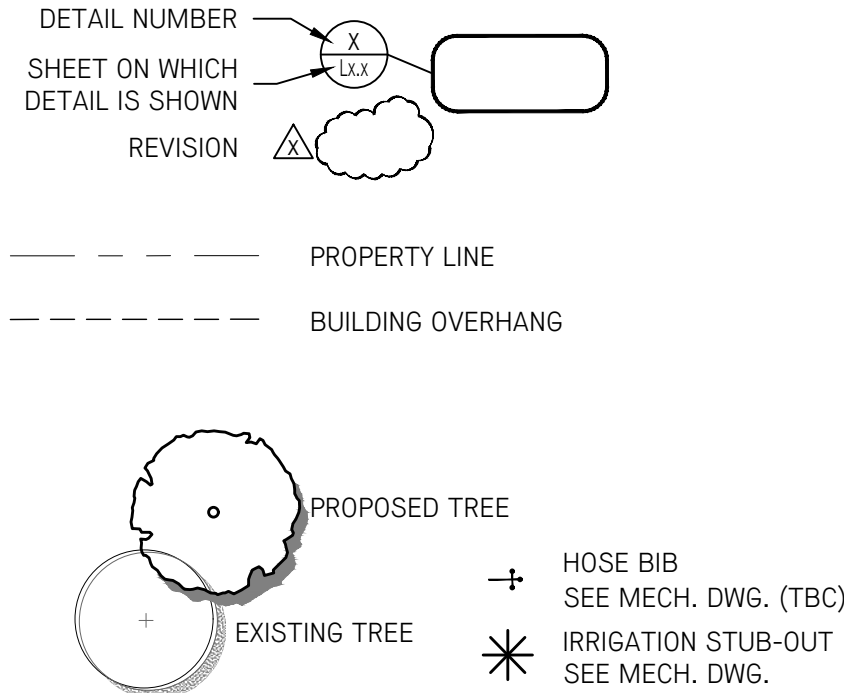 DETAIL NUMBER
X
SHEET ON WHICH
DETAIL IS SHOWN
Lx.x
REVISION
X
PROPERTY LINE
BUILDING OVERHANG
PROPOSED TREE
EXISTING TREE
HOSE BIB
SEE MECH. DWG. (TBC)
IRRIGATION STUB-OUT
SEE MECH. DWG.